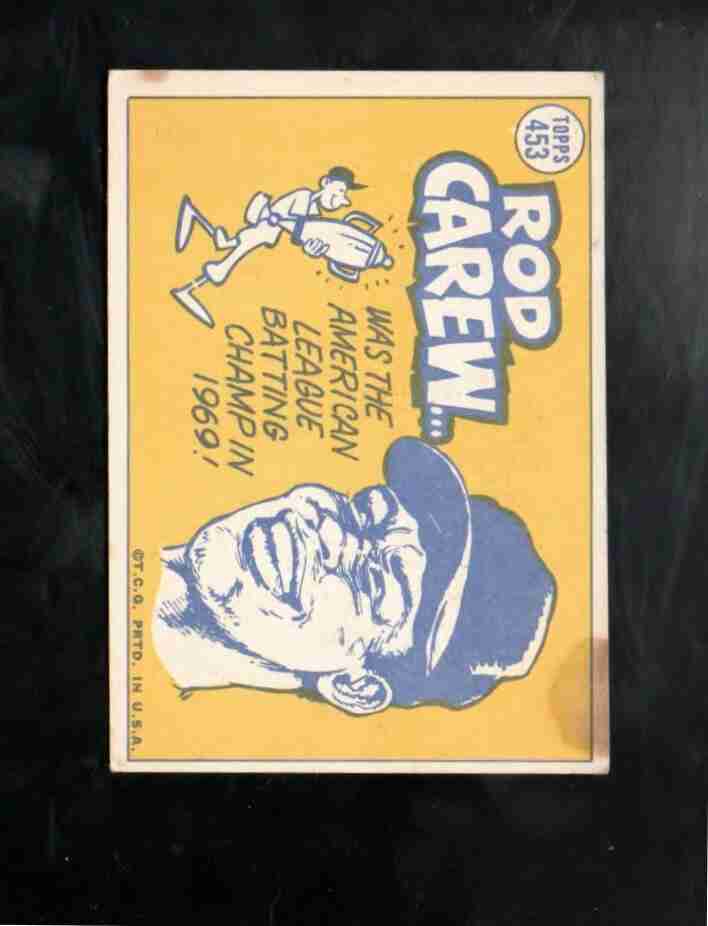 TOPPS
453
ROD
CAREW...
WAS THE
AMERICAN
LEAGUE
BATTING
CHAMP IN
1969!
©T.C.G. PRTD. IN U.S.A.